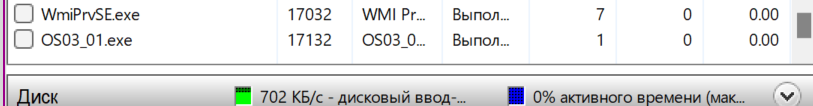 WmiPrvSE.exe 17032 WMI Pr... Выпол... 7 0 0.00
OS03_01.exe 17132 OS03_0... Выпол... 1 0 0.00
Диск 702 КБ/с - дисковый ввод-... 0% активного времени (мак...